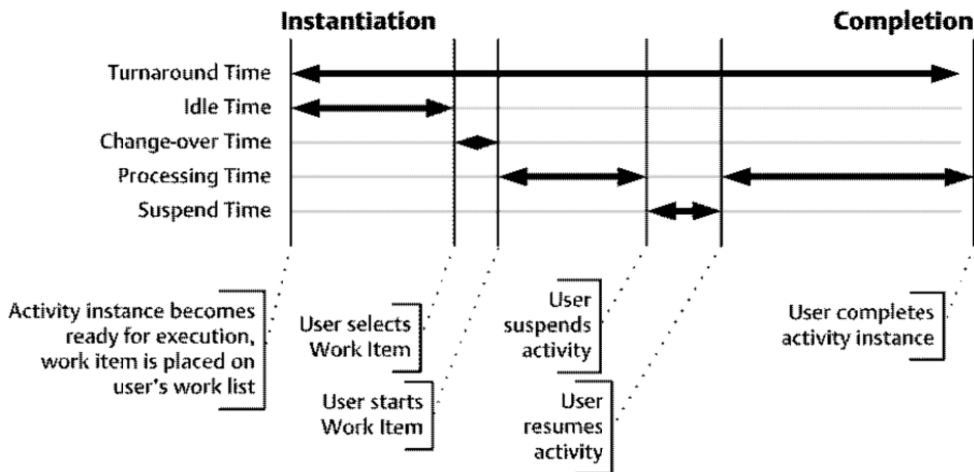 Instantiation
Completion
Turnaround Time
Idle Time
Change-over Time
Processing Time
Suspend Time
Activity instance becomes
ready for execution,
work item is placed on
user's work list
User selects
Work Item
User starts
Work Item
User
suspends
activity
User
resumes
activity
User completes
activity instance